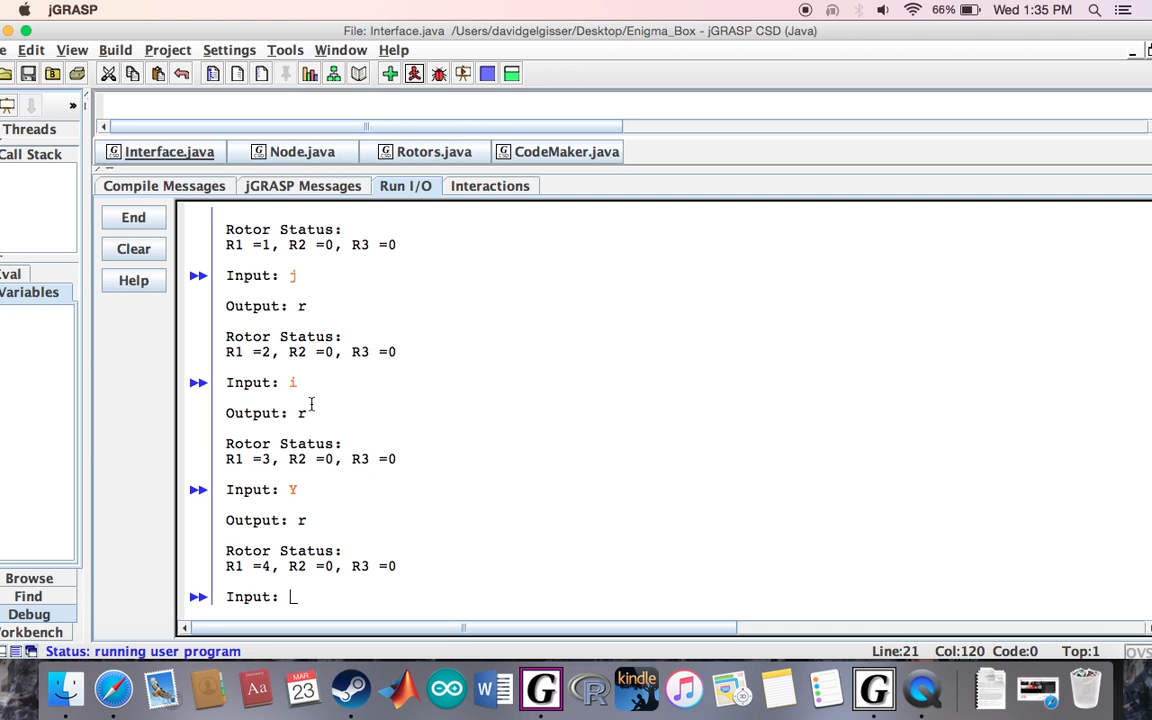 jGRASP
66%
Wed 1:35 PM
File: Interface.java /Users/davidgelgisser/Desktop/Enigma_Box - jGRASP CSD (Java)
e Edit View Build Project Settings Tools Window Help
»
Threads
Call Stack
Interface.java Node.java Rotors.java CodeMaker.java
Compile Messages jGRASP Messages Run I/O Interactions
End
Clear
Help
Eval
Variables
Rotor Status:
R1 =1, R2 =0, R3 =0
Input: j
Output: r
Rotor Status:
R1 =2, R2 =0, R3 =0
Input: i
Output: r
Rotor Status:
R1 =3, R2 =0, R3 =0
Input: Y
Output: r
Rotor Status:
R1 =4, R2 =0, R3 =0
Input:
Browse
Find
Debug
orkbench
Status: running user program
Line:21 Col:120 Code:0 Top:1 OVS
MAR
23
Aa
W
G
R
kindle
G